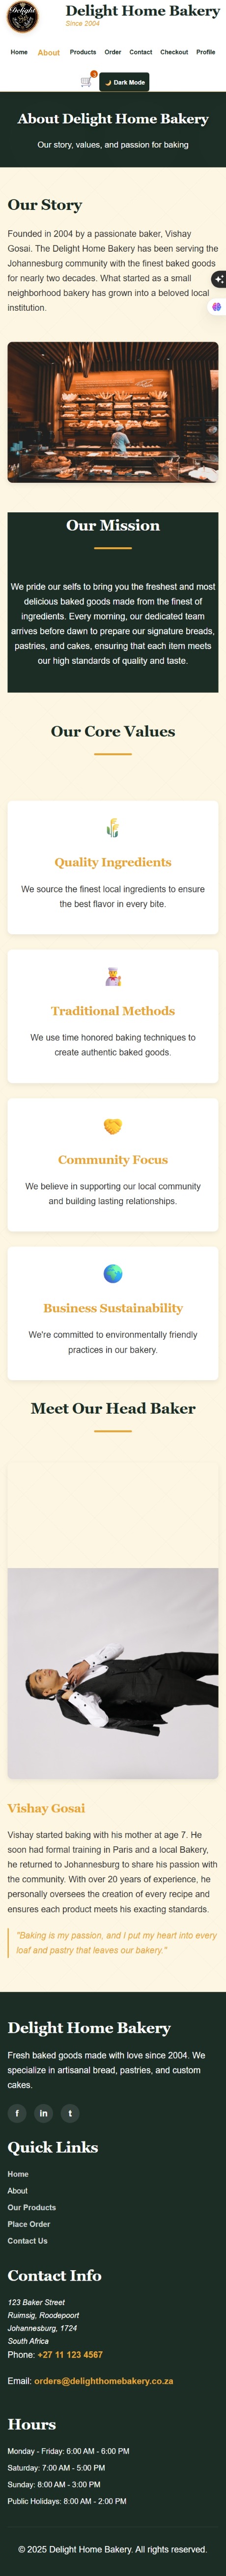 Delight
Delight Home Bakery
Since 2004
Home About Products Order Contact Checkout Profile
🌙 Dark Mode
About Delight Home Bakery
Our story, values, and passion for baking
Our Story
Founded in 2004 by a passionate baker, Vishay
Gosai. The Delight Home Bakery has been serving the
Johannesburg community with the finest baked goods
for nearly two decades. What started as a small
neighborhood bakery has grown into a beloved local
institution.
Our Mission
We pride our selfs to bring you the freshest and most
delicious baked goods made from the finest of
ingredients. Every morning, our dedicated team
arrives before dawn to prepare our signature breads,
pastries, and cakes, ensuring that each item meets
our high standards of quality and taste.
Our Core Values
Quality Ingredients
We source the finest local ingredients to ensure
the best flavor in every bite.
Traditional Methods
We use time honored baking techniques to
create authentic baked goods.
Community Focus
We believe in supporting our local community
and building lasting relationships.
Business Sustainability
We're committed to environmentally friendly
practices in our bakery.
Meet Our Head Baker
Vishay Gosai
Vishay started baking with his mother at age 7. He
soon had formal training in Paris and a local Bakery,
he returned to Johannesburg to share his passion with
the community. With over 20 years of experience, he
personally oversees the creation of every recipe and
ensures each product meets his exacting standards.
"Baking is my passion, and I put my heart into every
loaf and pastry that leaves our bakery."
Delight Home Bakery
Fresh baked goods made with love since 2004. We
specialize in artisanal bread, pastries, and custom
cakes.
f in t
Quick Links
Home
About
Our Products
Place Order
Contact Us
Contact Info
123 Baker Street
Ruimsig, Roodepoort
Johannesburg, 1724
South Africa
Phone: +27 11 123 4567
Email: orders@delighthomebakery.co.za
Hours
Monday - Friday: 6:00 AM - 6:00 PM
Saturday: 7:00 AM - 5:00 PM
Sunday: 8:00 AM - 3:00 PM
Public Holidays: 8:00 AM - 2:00 PM
© 2025 Delight Home Bakery. All rights reserved.